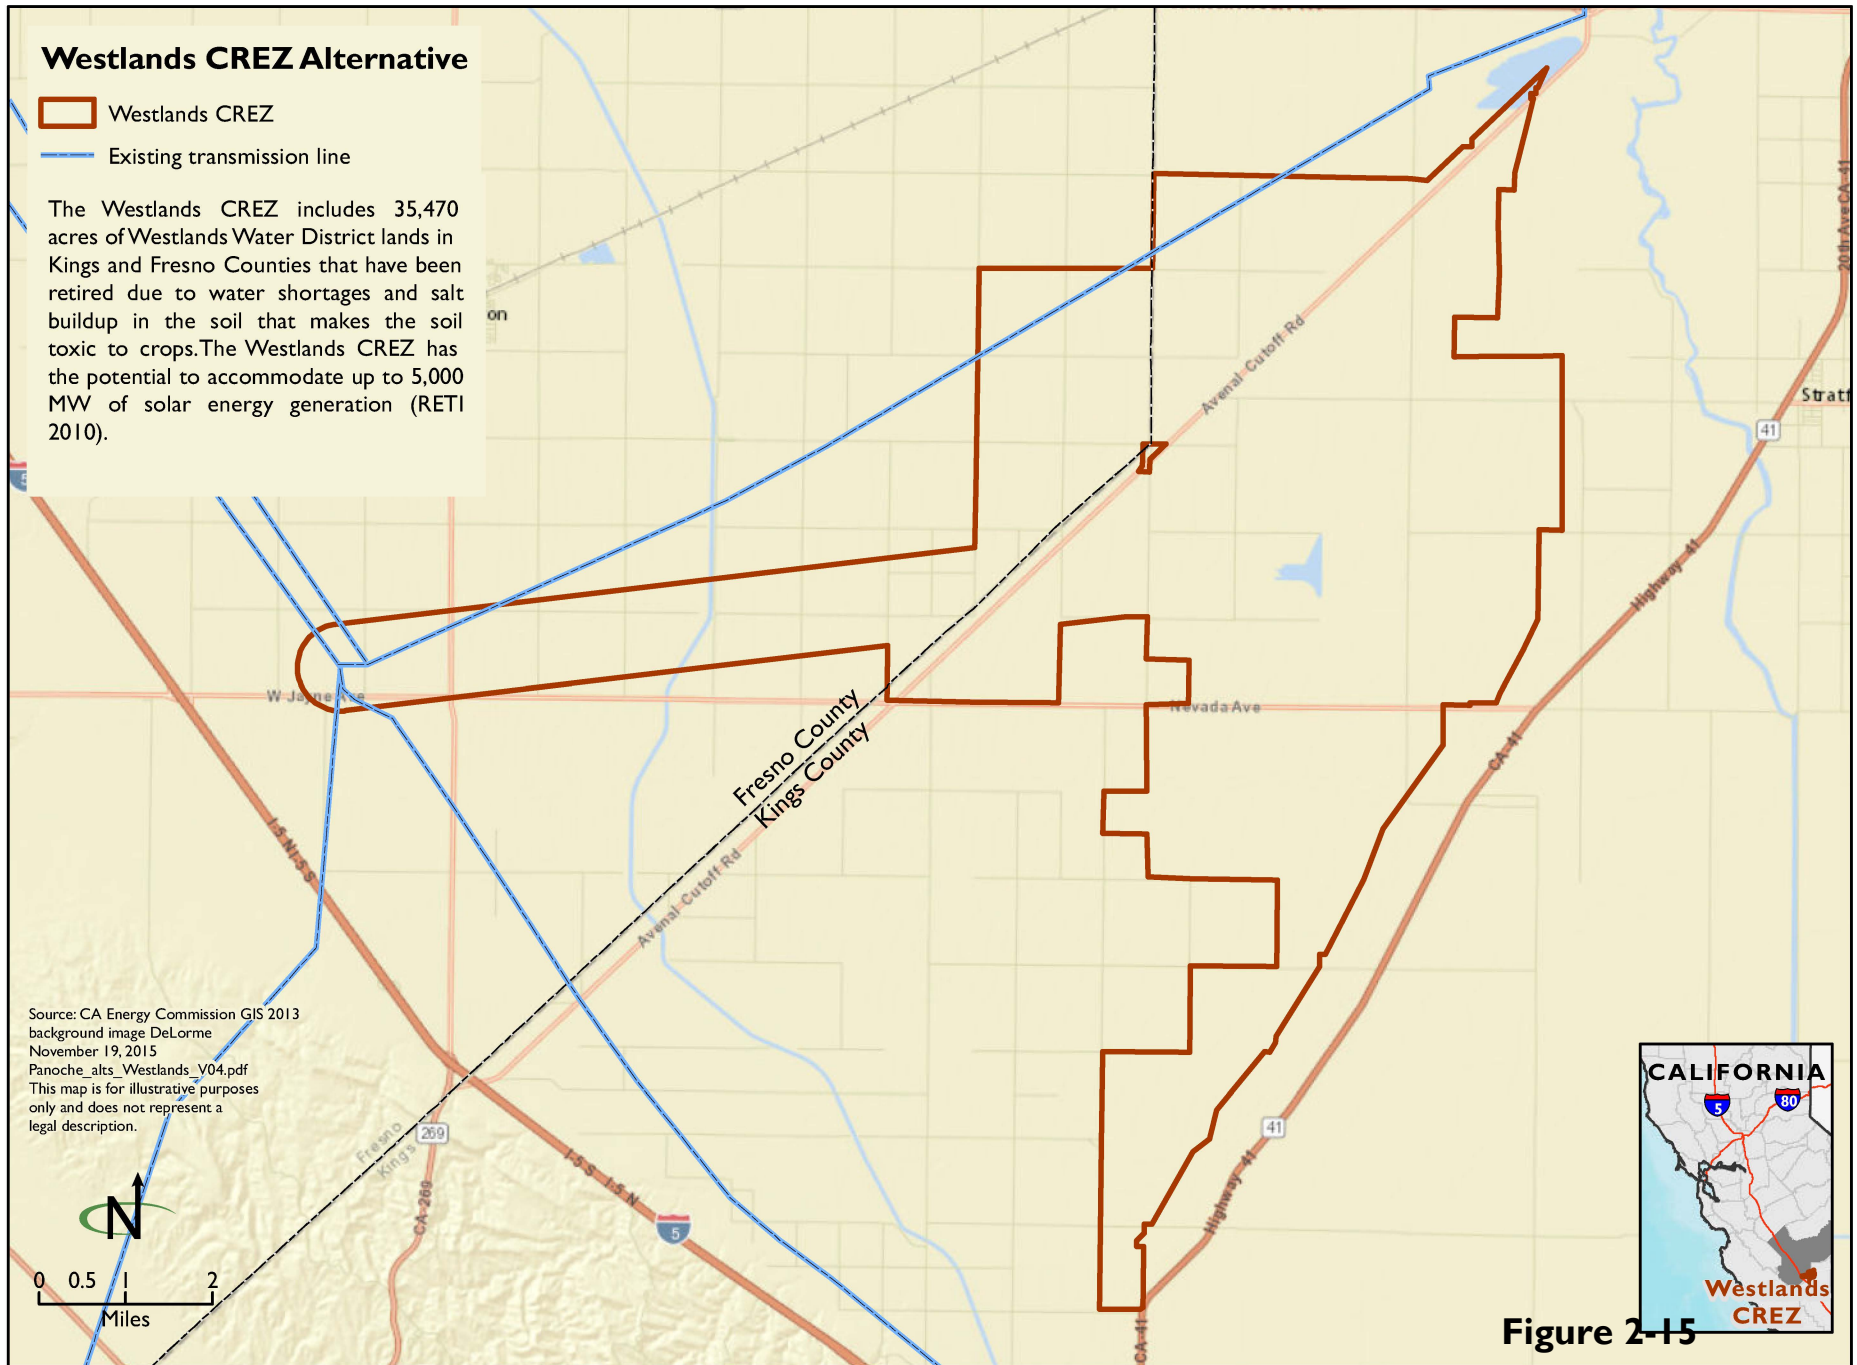 Westlands CREZ Alternative
Westlands CREZ
Existing transmission line
The Westlands CREZ includes 35,470
acres of Westlands Water District lands in
Kings and Fresno Counties that have been
retired due to water shortages and salt
buildup in the soil that makes the soil
toxic to crops. The Westlands CREZ has
the potential to accommodate up to 5,000
MW of solar energy generation (RETI
2010).
on
5
20th Ave CA-41
Avenal Cutoff Rd
Stratf
41
Highway 41
W Jayne Ave
Nevada Ave
Fresno County
Kings County
CA-41
I-5 N I-5 S
Avenal Cutoff Rd
Source: CA Energy Commission GIS 2013
background image DeLorme
November 19, 2015
Panoche_alts_Westlands_V04.pdf
This map is for illustrative purposes
only and does not represent a
legal description.
Fresno
Kings
269
CA-269
I-5 S I-5 N
5
41
Highway 41
CA-41
N
0 0.5 1 2
Miles
CALIFORNIA
5
80
Westlands
CREZ
Figure 2-15